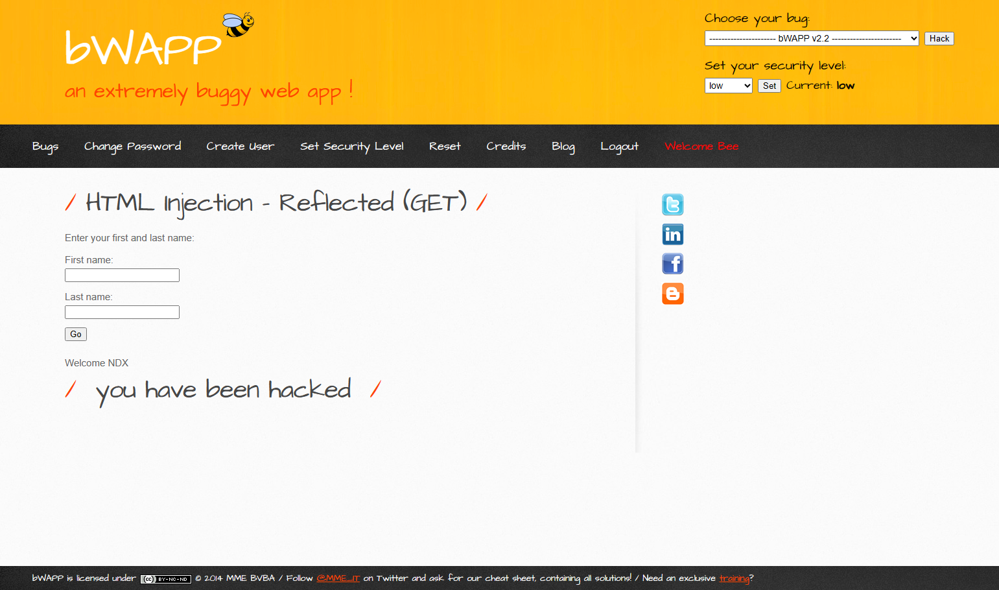 bWAPP
an extremely buggy web app !
Choose your bug:
---------------------- bWAPP v2.2 ----------------------- Hack
Set your security level:
low Set Current: low
Bugs Change Password Create User Set Security Level Reset Credits Blog Logout Welcome Bee
/ HTML Injection - Reflected (GET) /
Enter your first and last name:
First name:
Last name:
Go
Welcome NDX
/ you have been hacked /
bWAPP is licensed under (cc) BY-NC-ND © 2014 MME BVBA / Follow @MME_IT on Twitter and ask for our cheat sheet, containing all solutions! / Need an exclusive training?